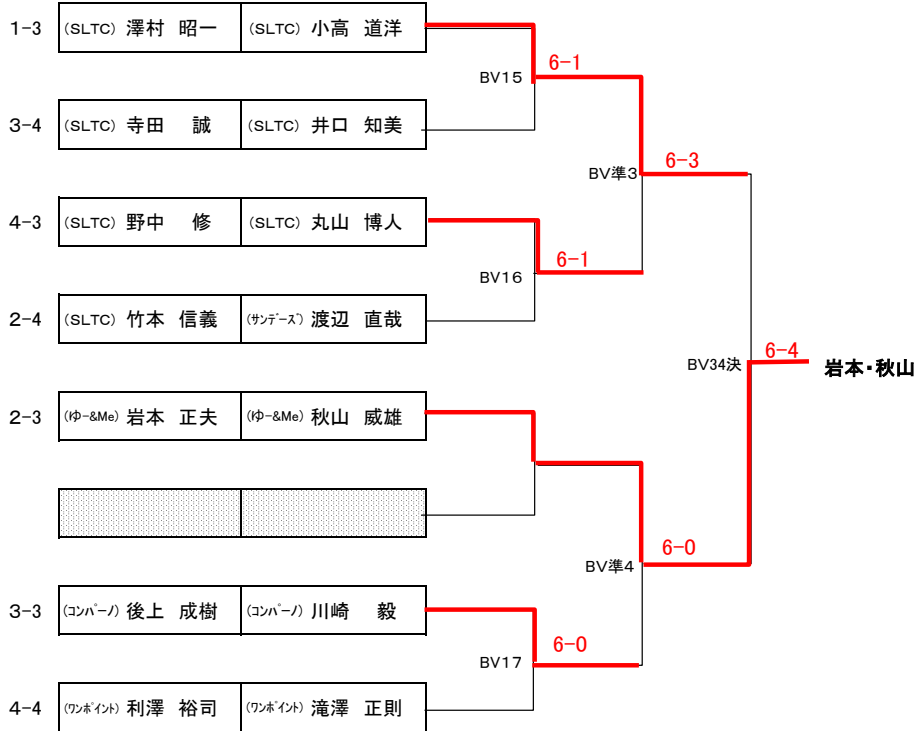 1-3 (SLTC) 澤村 昭一 (SLTC) 小高 道洋
6-1
BV15
3-4 (SLTC) 寺田 誠 (SLTC) 井口 知美
BV準3
6-3
4-3 (SLTC) 野中 修 (SLTC) 丸山 博人
6-1
BV16
2-4 (SLTC) 竹本 信義 (サンデーズ) 渡辺 直哉
6-4
BV34決
岩本・秋山
2-3 (ゆー&Me) 岩本 正夫 (ゆー&Me) 秋山 威雄
6-0
BV準4
3-3 (コンパーノ) 後上 成樹 (コンパーノ) 川崎 毅
6-0
BV17
4-4 (ワンポイント) 利澤 裕司 (ワンポイント) 滝澤 正則